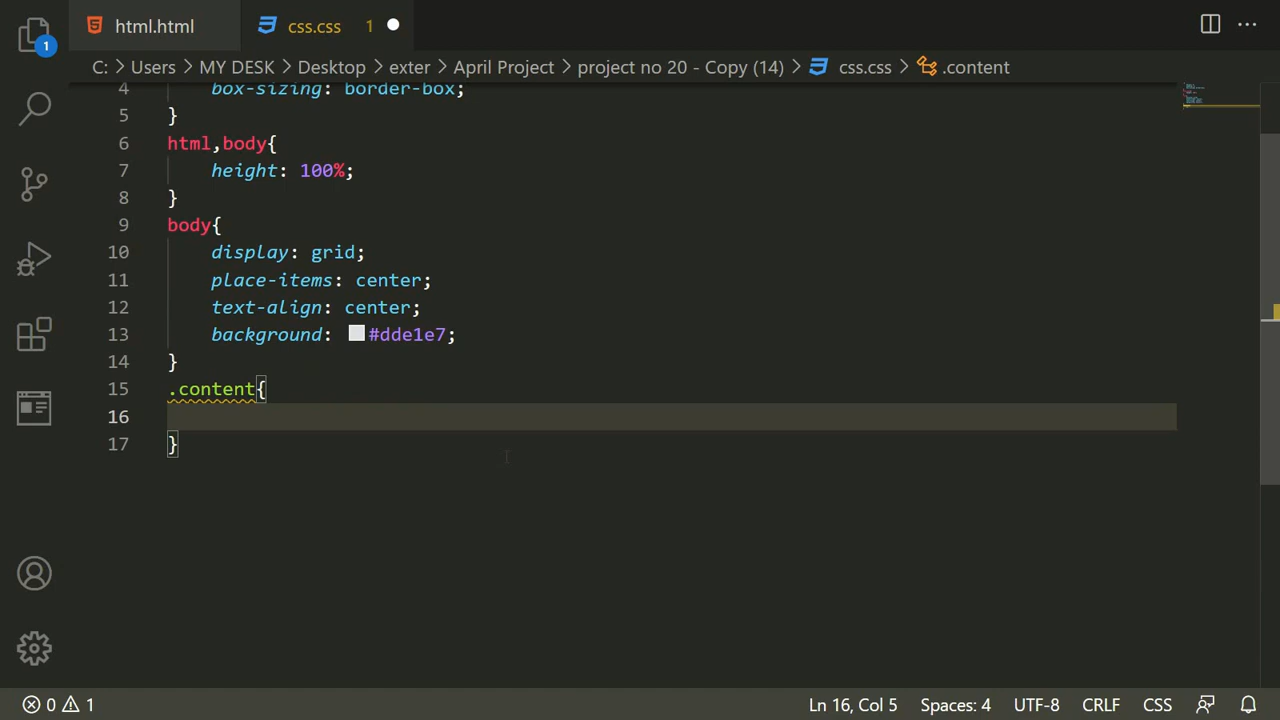 html.html
css.css 1
C: > Users > MY DESK > Desktop > exter > April Project > project no 20 - Copy (14) > css.css > .content
1
4 box-sizing: border-box;
5 }
6 html,body{
7 height: 100%;
8 }
9 body{
10 display: grid;
11 place-items: center;
12 text-align: center;
13 background: #dde1e7;
14 }
15 .content{
16
17 }
0 1 Ln 16, Col 5 Spaces: 4 UTF-8 CRLF CSS